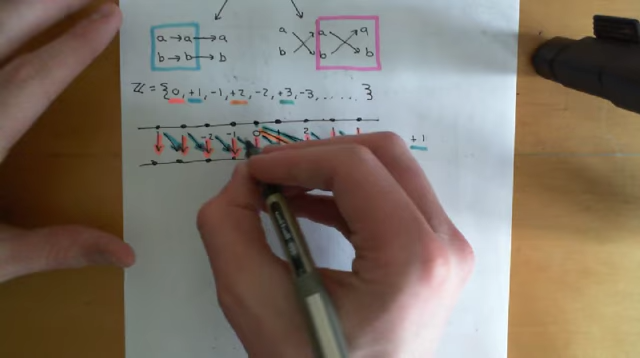 a → a → a a a a
b → b → b b b b
ℤ = { 0, +1, -1, +2, -2, +3, -3, ...... }
-2 -1 0 2 +1